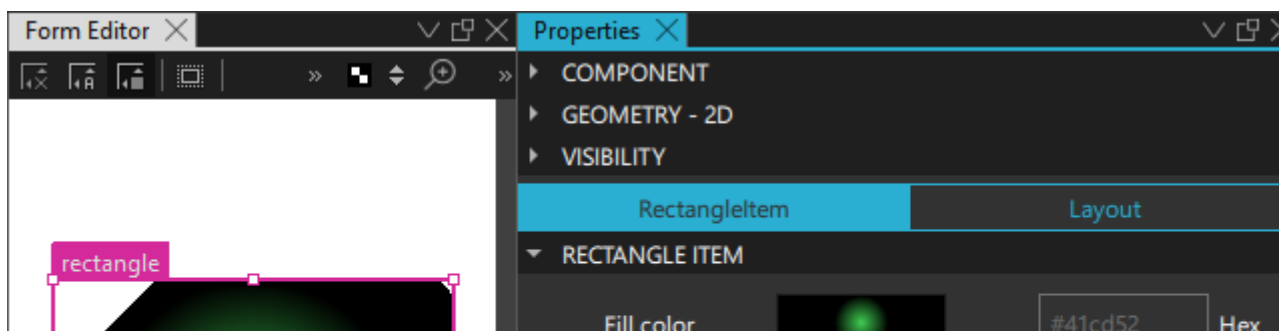 Form Editor
Properties
COMPONENT
GEOMETRY - 2D
VISIBILITY
RectangleItem Layout
RECTANGLE ITEM
rectangle
Fill color #41cd52 Hex